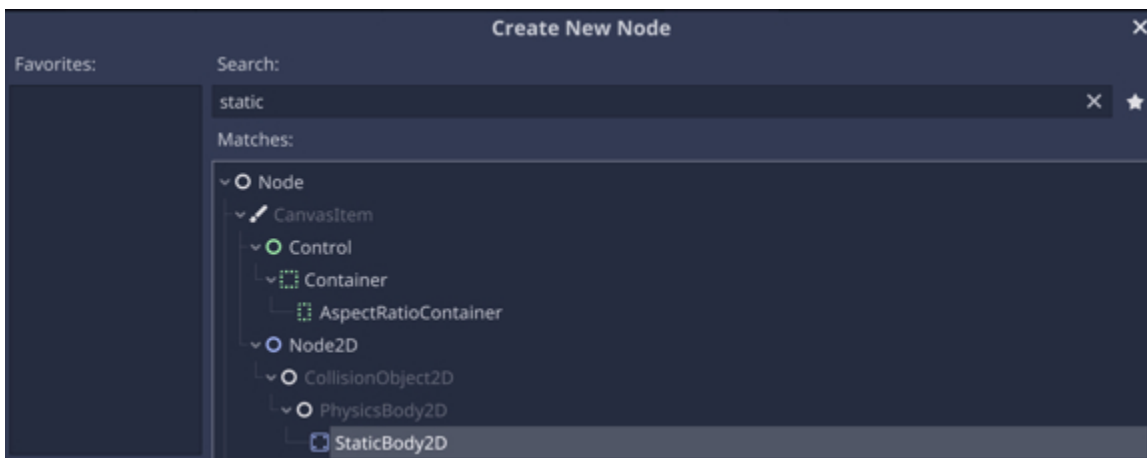 Create New Node
Favorites:
Search:
static
Matches:
Node
CanvasItem
Control
Container
AspectRatioContainer
Node2D
CollisionObject2D
PhysicsBody2D
StaticBody2D